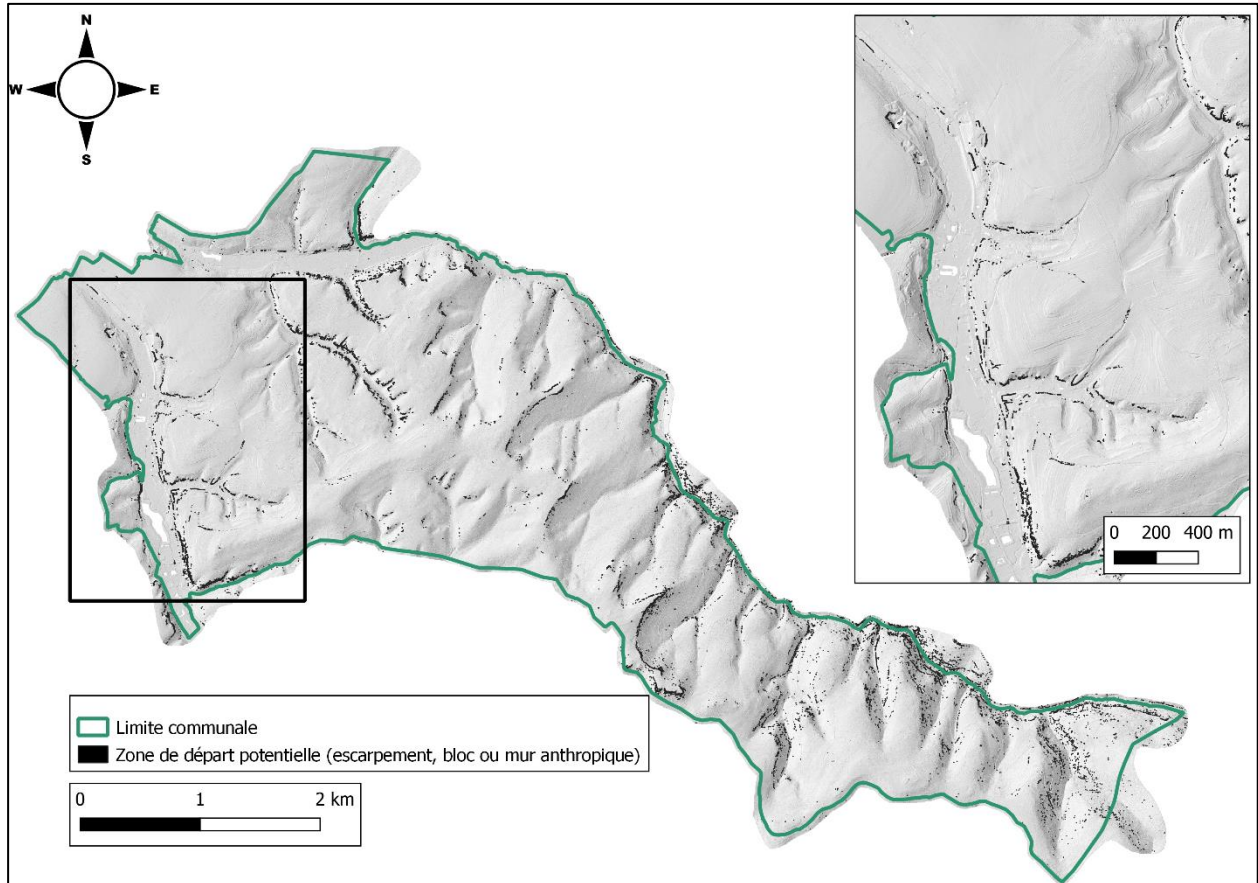 N
W
E
S
0 200 400 m
Limite communale
Zone de départ potentielle (escarpement, bloc ou mur anthropique)
0 1 2 km